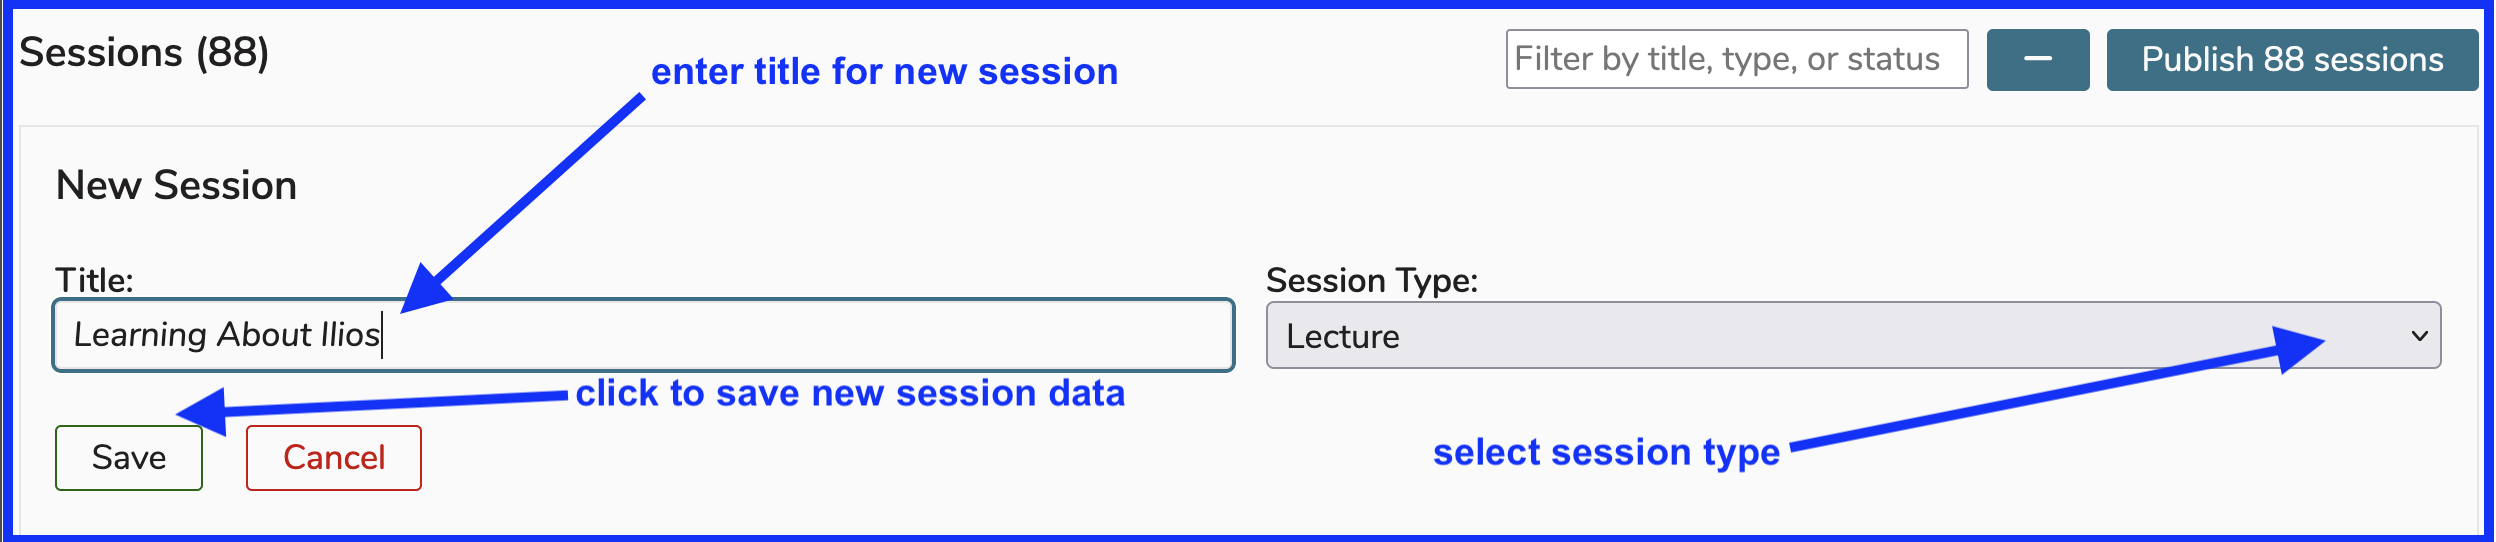 Sessions (88)
enter title for new session
Filter by title, type, or status
Publish 88 sessions
New Session
Title:
Session Type:
Learning About Ilios
Lecture
click to save new session data
select session type
Save
Cancel